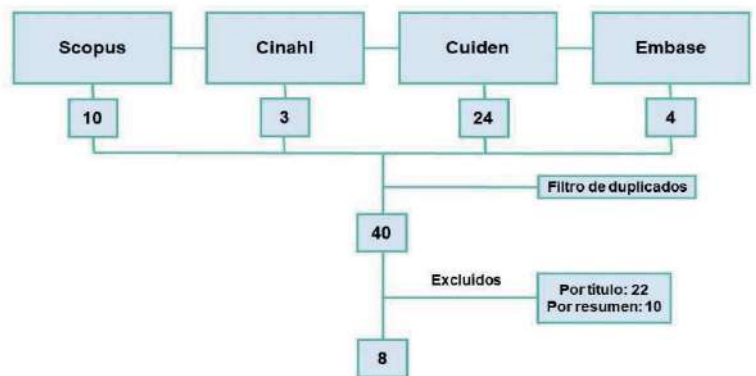 Scopus
Cinahl
Cuiden
Embase
10
3
24
4
Filtro de duplicados
40
Excluidos
Por título: 22
Por resumen: 10
8